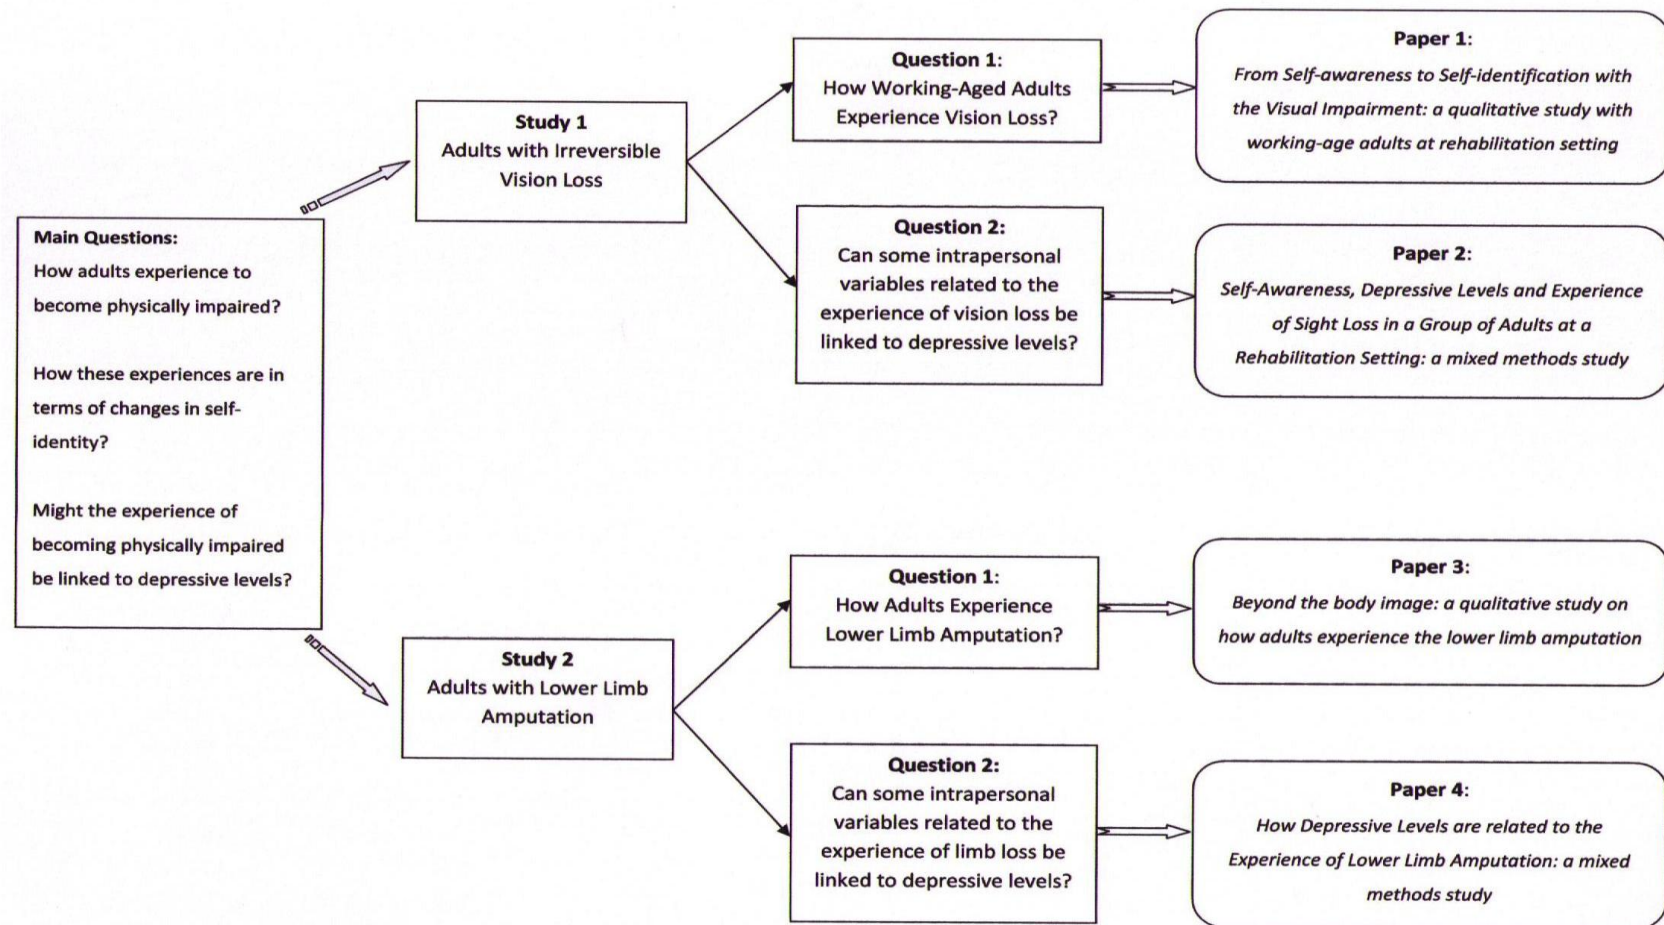 Main Questions:
How adults experience to
become physically impaired?
How these experiences are in
terms of changes in self-
identity?
Might the experience of
becoming physically impaired
be linked to depressive levels?
Study 1
Adults with Irreversible
Vision Loss
Question 1:
How Working-Aged Adults
Experience Vision Loss?
Paper 1:
From Self-awareness to Self-identification with
the Visual Impairment: a qualitative study with
working-age adults at rehabilitation setting
Question 2:
Can some intrapersonal
variables related to the
experience of vision loss be
linked to depressive levels?
Paper 2:
Self-Awareness, Depressive Levels and Experience
of Sight Loss in a Group of Adults at a
Rehabilitation Setting: a mixed methods study
Study 2
Adults with Lower Limb
Amputation
Question 1:
How Adults Experience
Lower Limb Amputation?
Paper 3:
Beyond the body image: a qualitative study on
how adults experience the lower limb amputation
Question 2:
Can some intrapersonal
variables related to the
experience of limb loss be
linked to depressive levels?
Paper 4:
How Depressive Levels are related to the
Experience of Lower Limb Amputation: a mixed
methods study